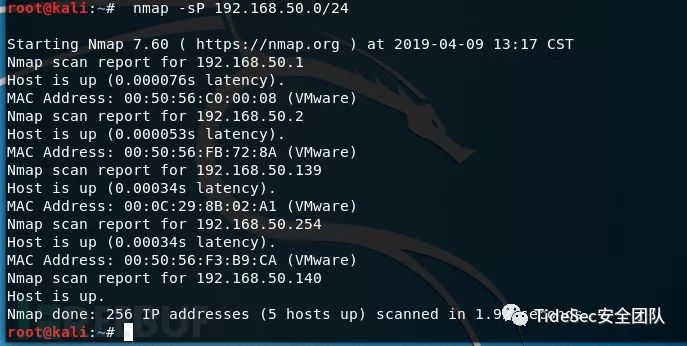 root@kali:~#  nmap -sP 192.168.50.0/24
Starting Nmap 7.60 ( https://nmap.org ) at 2019-04-09 13:17 CST
Nmap scan report for 192.168.50.1
Host is up (0.000076s latency).
MAC Address: 00:50:56:C0:00:08 (VMware)
Nmap scan report for 192.168.50.2
Host is up (0.000053s latency).
MAC Address: 00:50:56:FB:72:8A (VMware)
Nmap scan report for 192.168.50.139
Host is up (0.00034s latency).
MAC Address: 00:0C:29:8B:02:A1 (VMware)
Nmap scan report for 192.168.50.254
Host is up (0.00034s latency).
MAC Address: 00:50:56:F3:B9:CA (VMware)
Nmap scan report for 192.168.50.140
Host is up.
Nmap done: 256 IP addresses (5 hosts up) scanned in seconds
TideSec安全团队
root@kali:~#